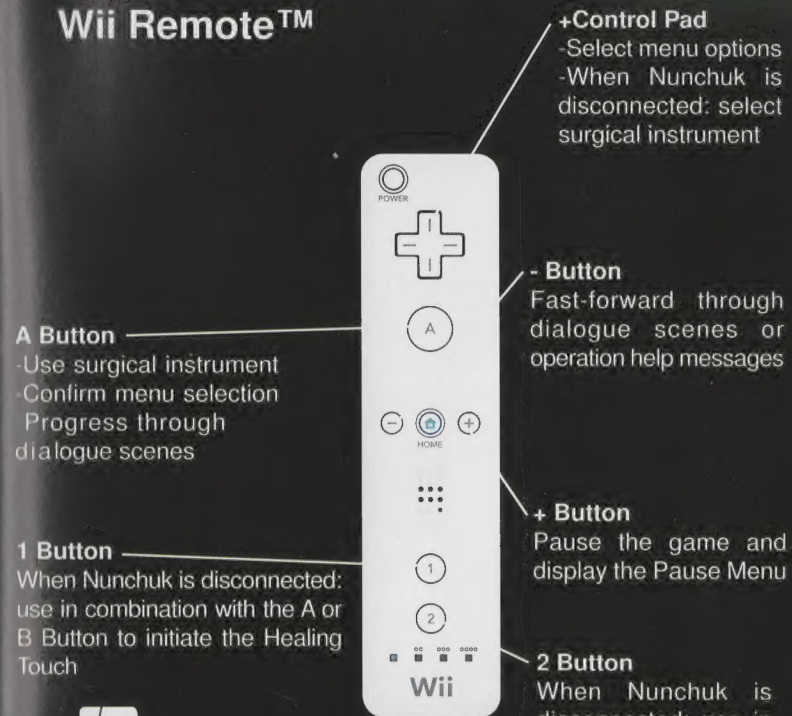 Wii Remote™
+Control Pad
-Select menu options
-When Nunchuk is
disconnected: select
surgical instrument
POWER
A
- Button
Fast-forward through
dialogue scenes or
operation help messages
A Button
-Use surgical instrument
-Confirm menu selection
Progress through
dialogue scenes
HOME
+ Button
Pause the game and
display the Pause Menu
1 Button
When Nunchuk is disconnected:
use in combination with the A or
B Button to initiate the Healing
Touch
1
2
2 Button
When Nunchuk is
Wii